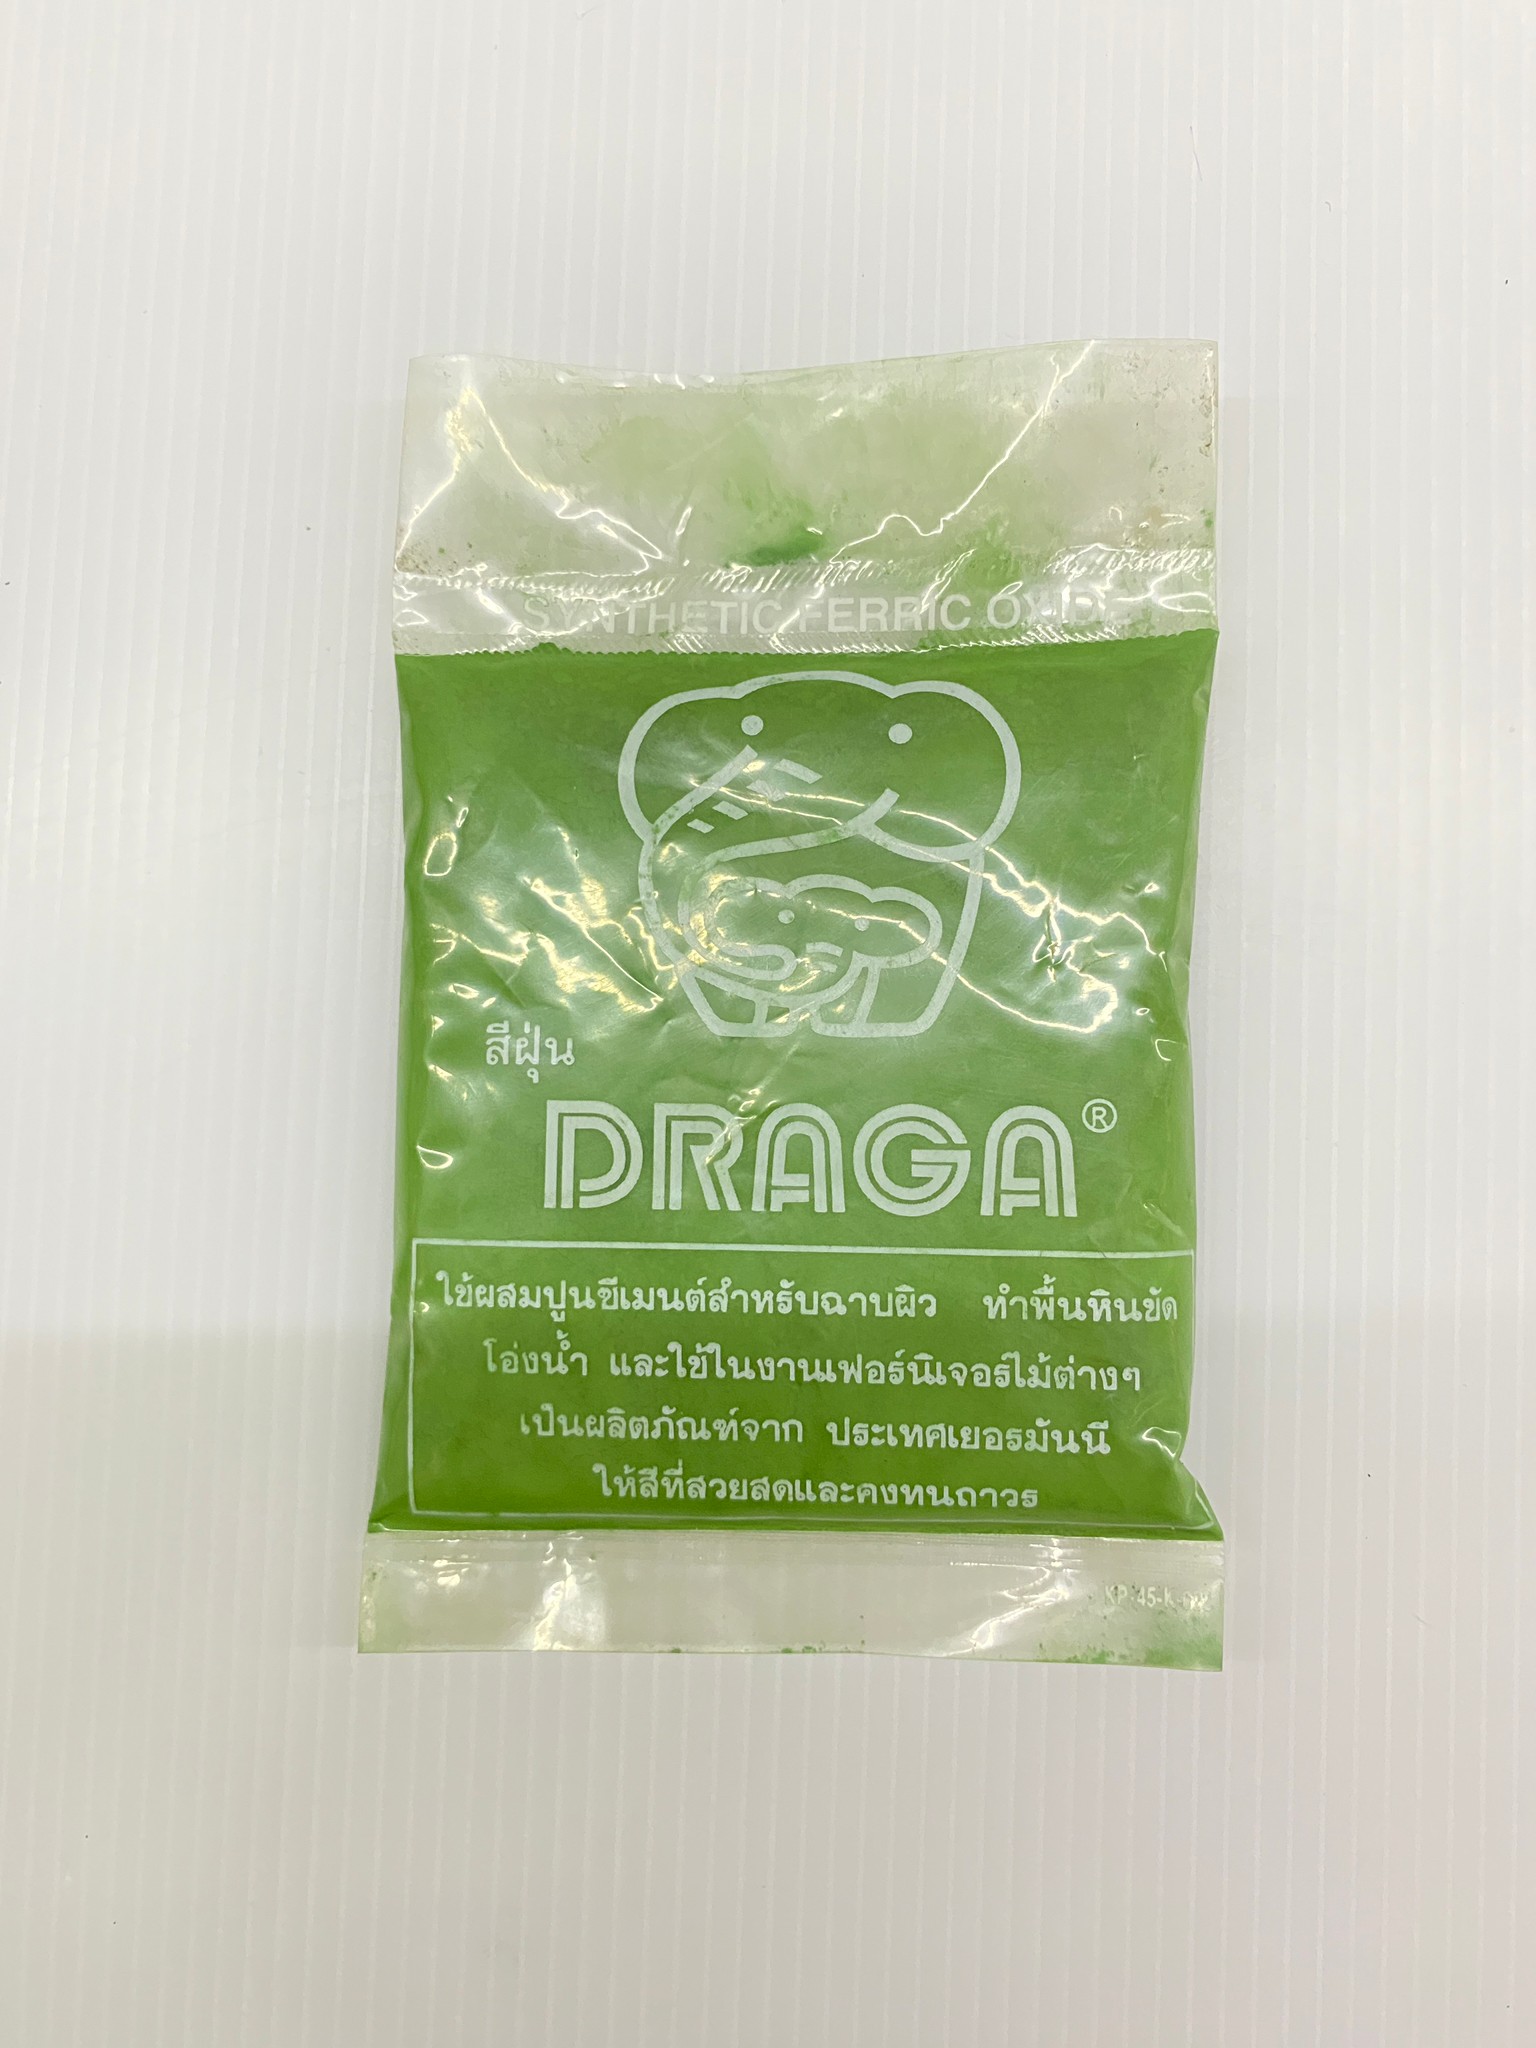 SYNTHETIC FERRIC OXIDE
สีฝุ่น
DRAGA®
ใช้ผสมปูนซีเมนต์สำหรับฉาบผิว ทำพื้นหินขัด
โอ่งน้ำ และใช้ในงานเฟอร์นิเจอร์ไม้ต่างๆ
เป็นผลิตภัณฑ์จาก ประเทศเยอรมันนี
ให้สีที่สวยสดและคงทนถาวร